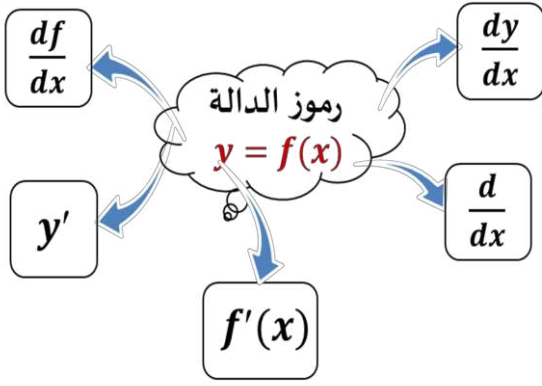 رموز الدالة
y = f(x)
df/dx
dy/dx
y'
d/dx
f'(x)